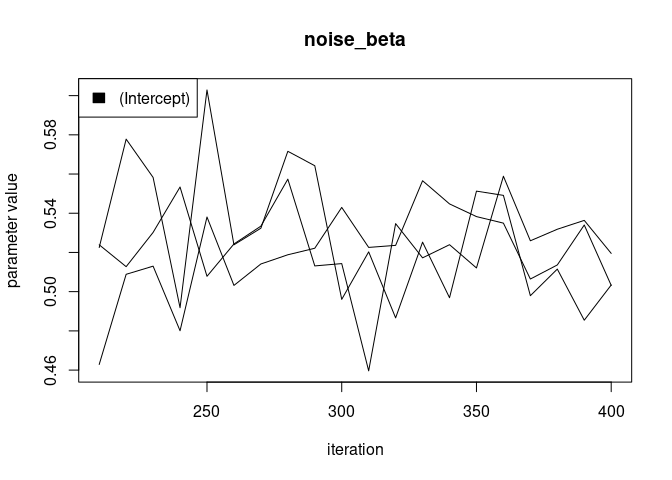 noise_beta
(Intercept)
0.58
0.54
0.50
0.46
parameter value
250
300
350
400
iteration